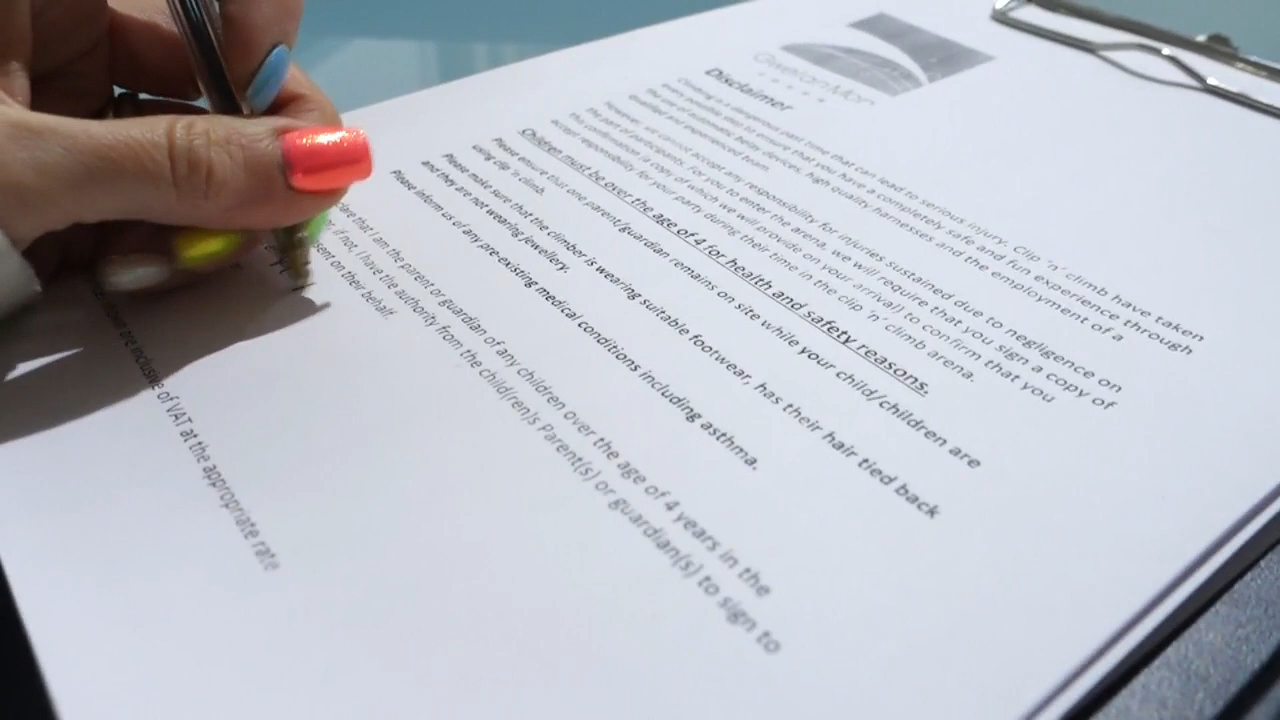 GwelfanMor
Disclaimer
Climbing is a dangerous past time that can lead to serious injury. Clip 'n' climb have taken
every possible step to ensure that you have a completely safe and fun experience through
The use of automatic belay devices, high quality harnesses and the employment of a
qualified and experienced team.
However, we cannot accept any responsibility for injuries sustained due to negligence on
the part of participants. For you to enter the arena, we will require that you sign a copy of
this confirmation (a copy of which we will provide on your arrival) to confirm that you
accept responsibility for your party during their time in the clip 'n' climb arena.
Children must be over the age of 4 for health and safety reasons.
Please ensure that one parent/guardian remains on site while your child/children are
using clip 'n climb.
Please make sure that the climber is wearing suitable footwear, has their hair tied back
and they are not wearing jewellery.
Please inform us of any pre-existing medical conditions including asthma.
that I am the parent or guardian of any children over the age of 4 years in the
if not, I have the authority from the child(ren)s Parent(s) or guardian(s) to sign to
on their behalf.
are inclusive of VAT at the appropriate rate